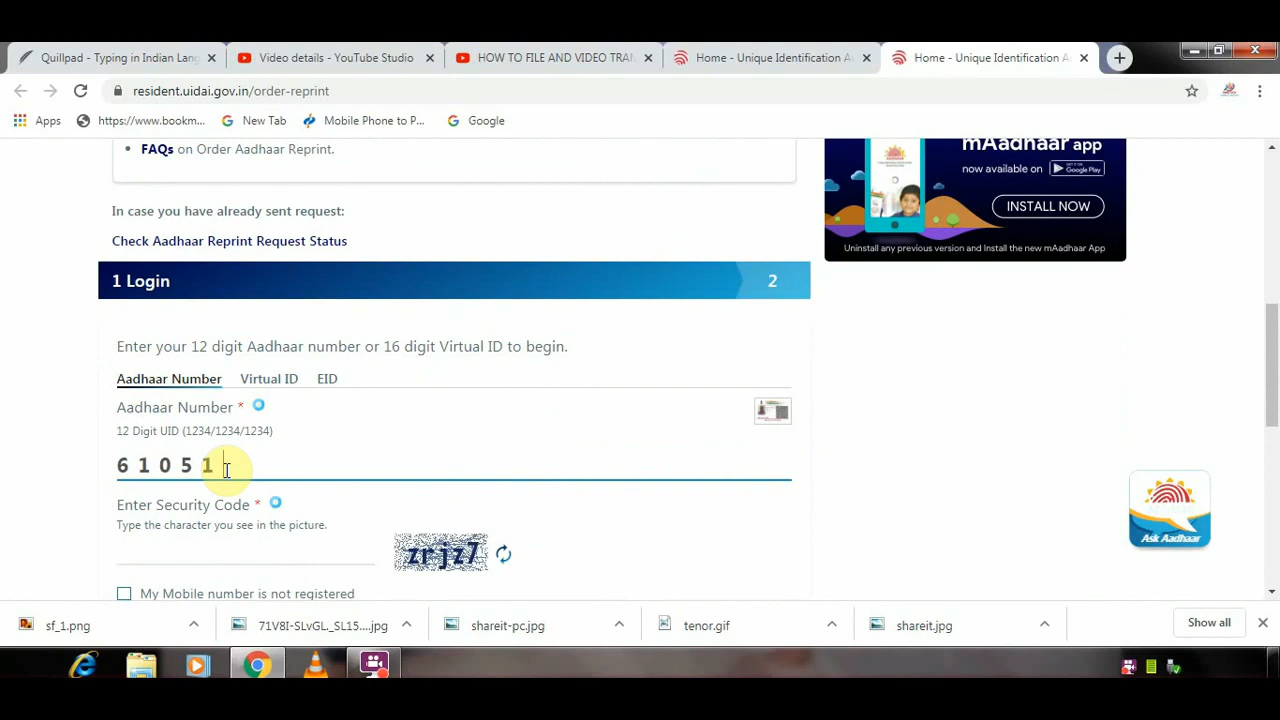 Quillpad - Typing in Indian Lang
Video details - YouTube Studio
HOW TO FILE AND VIDEO TRAN
Home - Unique Identification Au
Home - Unique Identification A
resident.uidai.gov.in/order-reprint
Apps
https://www.bookm...
New Tab
Mobile Phone to P...
Google
FAQs on Order Aadhaar Reprint.
mAadhaar app
now available on
GET IT ON
Google Play
INSTALL NOW
Uninstall any previous version and Install the new mAadhaar App
In case you have already sent request:
Check Aadhaar Reprint Request Status
1 Login
2
Enter your 12 digit Aadhaar number or 16 digit Virtual ID to begin.
Aadhaar Number Virtual ID EID
Aadhaar Number *
12 Digit UID (1234/1234/1234)
6 1 0 5 1
Enter Security Code *
Type the character you see in the picture.
zrjz7
My Mobile number is not registered
Ask Aadhaar
sf_1.png
71V8I-SLvGL._SL15....jpg
shareit-pc.jpg
tenor.gif
shareit.jpg
Show all